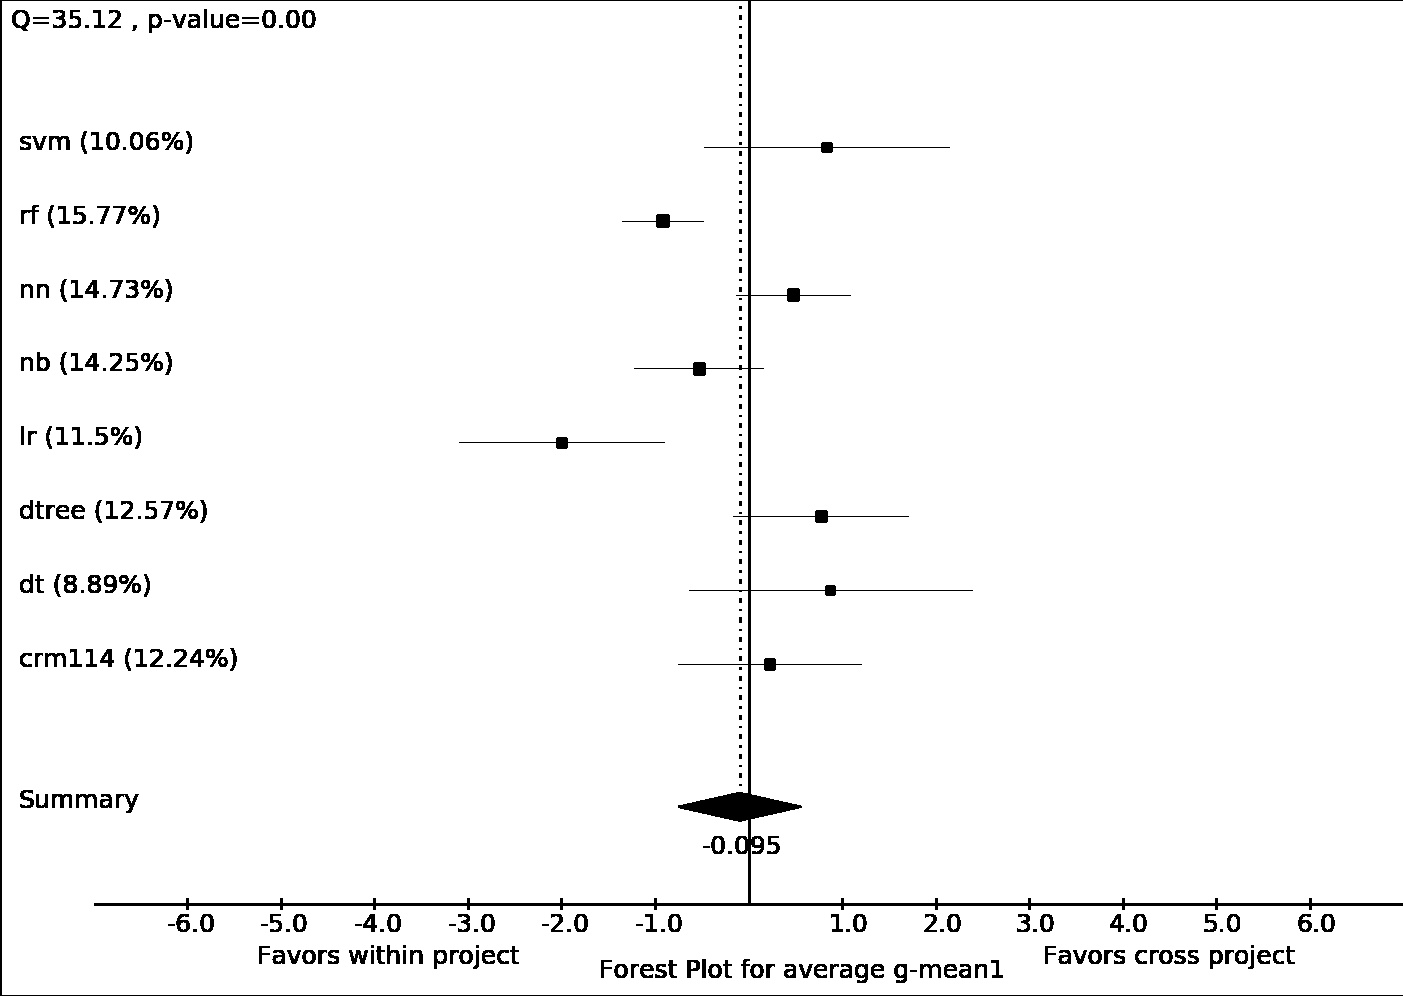 Q=35.12 , p-value=0.00
svm (10.06%)
rf (15.77%)
nn (14.73%)
nb (14.25%)
lr (11.5%)
dtree (12.57%)
dt (8.89%)
crm114 (12.24%)
Summary
-0.095
-6.0 -5.0 -4.0 -3.0 -2.0 -1.0 1.0 2.0 3.0 4.0 5.0 6.0
Favors within project Favors cross project
Forest Plot for average g-mean1